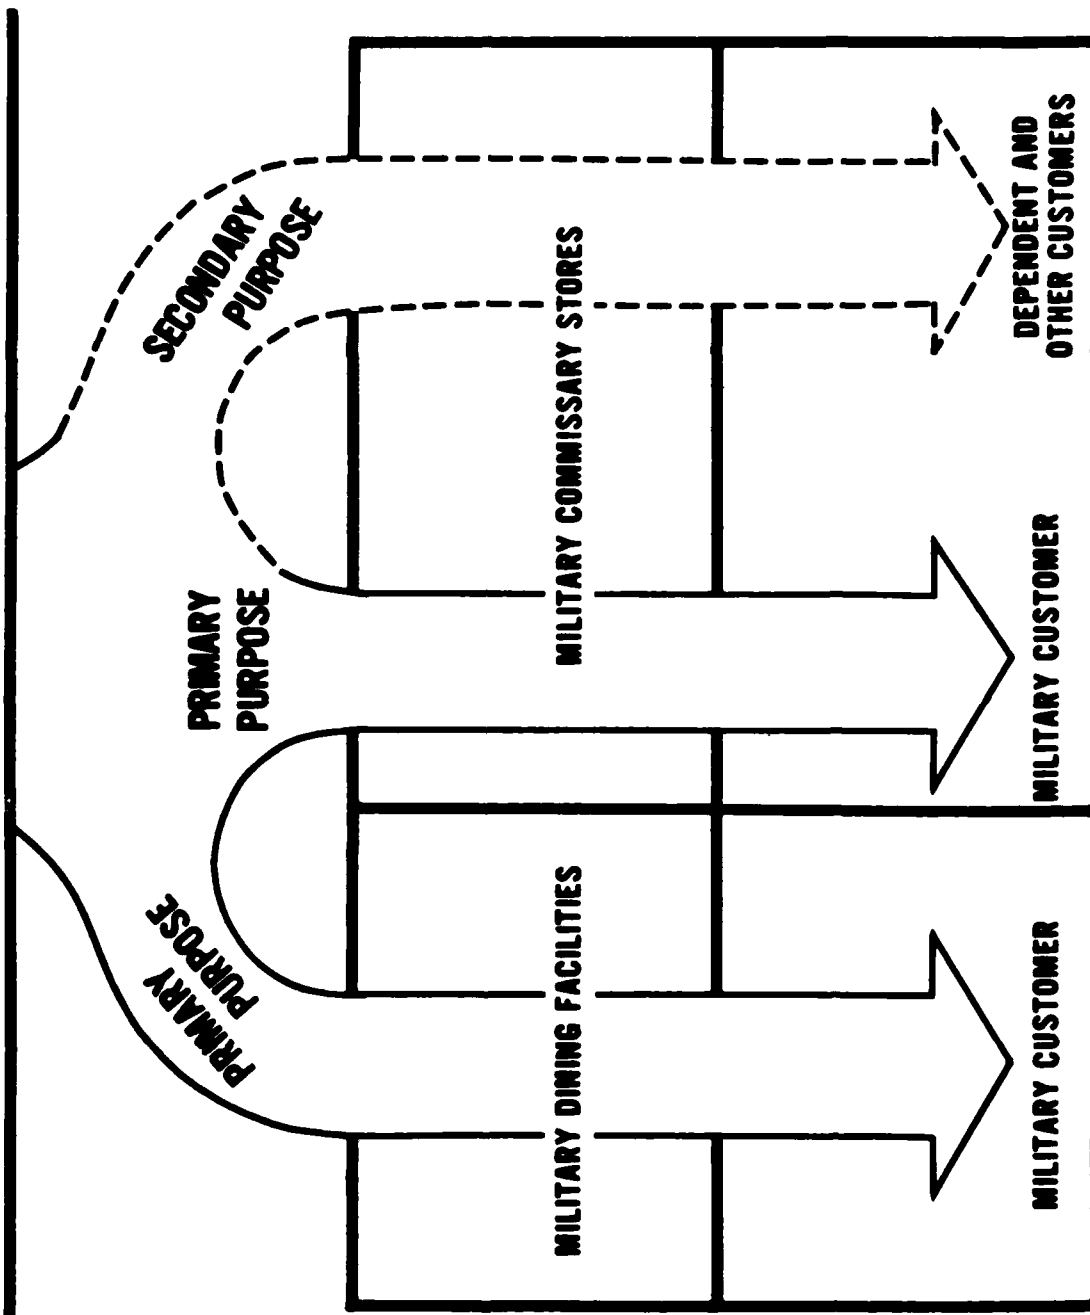 PRIMARY
PURPOSE
PRIMARY
PURPOSE
SECONDARY
PURPOSE
MILITARY DINING FACILITIES
MILITARY COMMISSARY STORES
MILITARY CUSTOMER
MILITARY CUSTOMER
DEPENDENT AND
OTHER CUSTOMERS